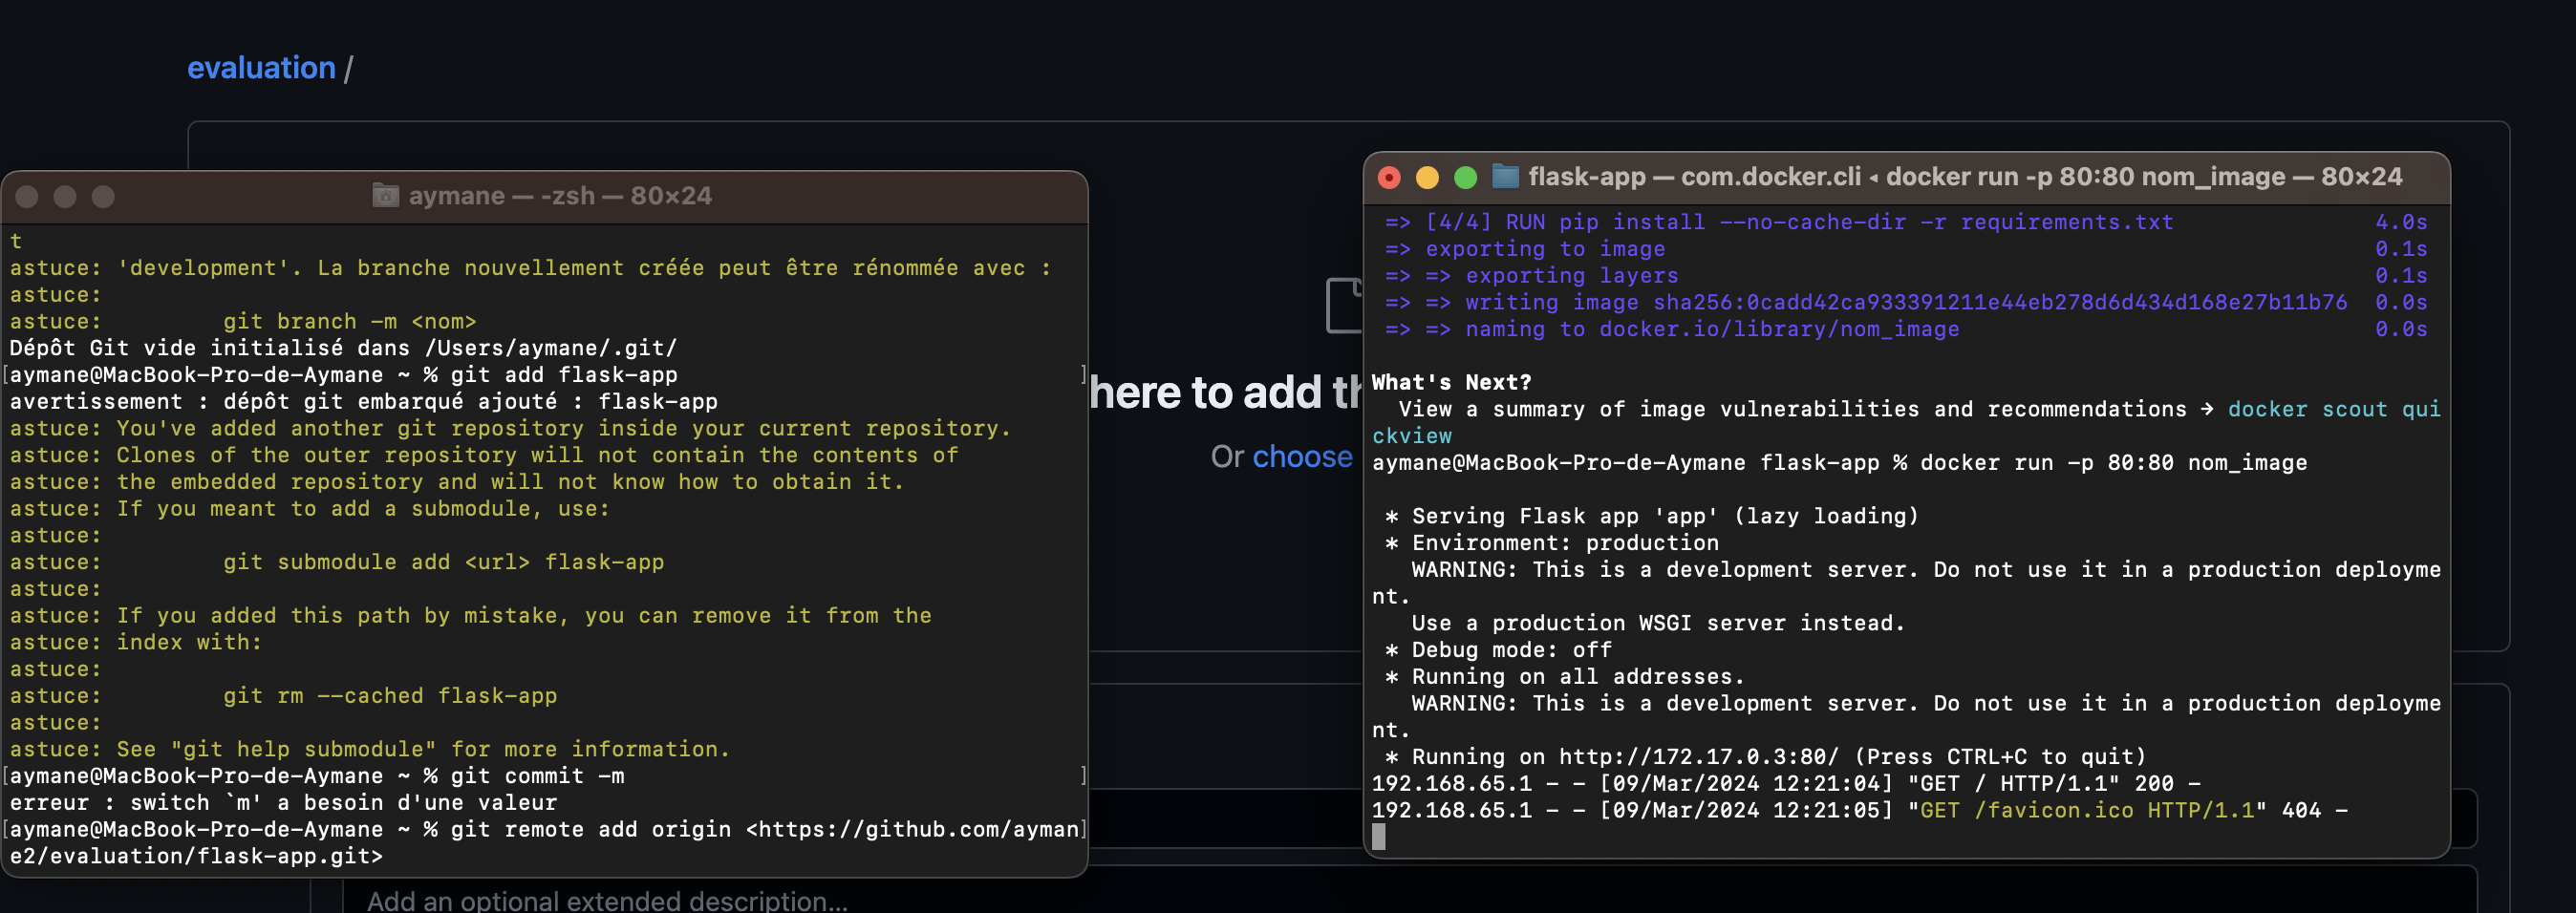 evaluation /
aymane — -zsh — 80×24
t
astuce: 'development'. La branche nouvellement créée peut être rénommée avec :
astuce:
astuce:         git branch -m <nom>
Dépôt Git vide initialisé dans /Users/aymane/.git/
[aymane@MacBook-Pro-de-Aymane ~ % git add flask-app ]
avertissement : dépôt git embarqué ajouté : flask-app
astuce: You've added another git repository inside your current repository.
astuce: Clones of the outer repository will not contain the contents of
astuce: the embedded repository and will not know how to obtain it.
astuce: If you meant to add a submodule, use:
astuce:
astuce:         git submodule add <url> flask-app
astuce:
astuce: If you added this path by mistake, you can remove it from the
astuce: index with:
astuce:
astuce:         git rm --cached flask-app
astuce:
astuce: See "git help submodule" for more information.
[aymane@MacBook-Pro-de-Aymane ~ % git commit -m ]
erreur : switch `m' a besoin d'une valeur
[aymane@MacBook-Pro-de-Aymane ~ % git remote add origin <https://github.com/ayman]
e2/evaluation/flask-app.git>
here to add th
Or choose
flask-app — com.docker.cli ◂ docker run -p 80:80 nom_image — 80×24
=> [4/4] RUN pip install --no-cache-dir -r requirements.txt 4.0s
=> exporting to image 0.1s
=> => exporting layers 0.1s
=> => writing image sha256:0cadd42ca933391211e44eb278d6d434d168e27b11b76 0.0s
=> => naming to docker.io/library/nom_image 0.0s
What's Next?
View a summary of image vulnerabilities and recommendations → docker scout qui
ckview
aymane@MacBook-Pro-de-Aymane flask-app % docker run -p 80:80 nom_image
* Serving Flask app 'app' (lazy loading)
* Environment: production
WARNING: This is a development server. Do not use it in a production deployme
nt.
Use a production WSGI server instead.
* Debug mode: off
* Running on all addresses.
WARNING: This is a development server. Do not use it in a production deployme
nt.
* Running on http://172.17.0.3:80/ (Press CTRL+C to quit)
192.168.65.1 - - [09/Mar/2024 12:21:04] "GET / HTTP/1.1" 200 -
192.168.65.1 - - [09/Mar/2024 12:21:05] "GET /favicon.ico HTTP/1.1" 404 -
Add an optional extended description...